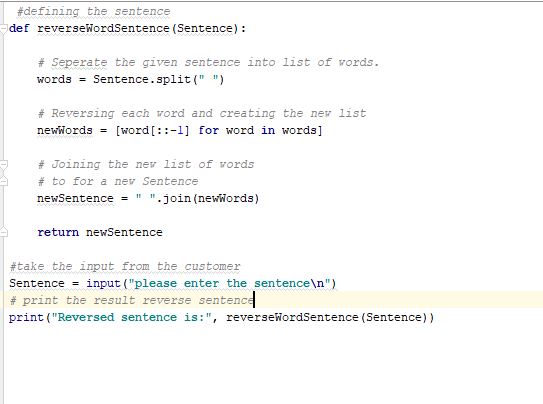 #defining the sentence
def reverseWordSentence(Sentence):
# Seperate the given sentence into list of words.
words = Sentence.split(" ")
# Reversing each word and creating the new list
newWords = [word[::-1] for word in words]
# Joining the new list of words
# to for a new Sentence
newSentence = " ".join(newWords)
return newSentence
#take the input from the customer
Sentence = input("please enter the sentence\n")
# print the result reverse sentence
print("Reversed sentence is:", reverseWordSentence(Sentence))